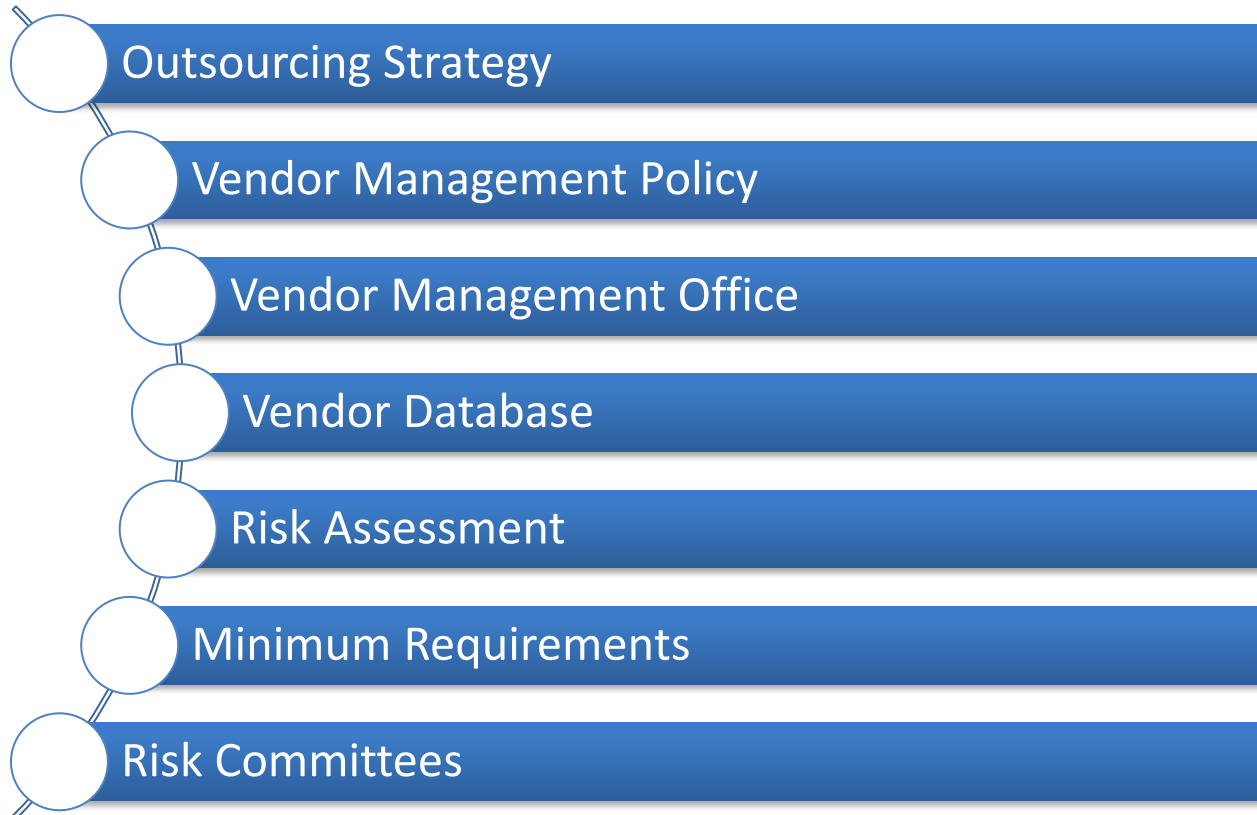 Outsourcing Strategy
Vendor Management Policy
Vendor Management Office
Vendor Database
Risk Assessment
Minimum Requirements
Risk Committees